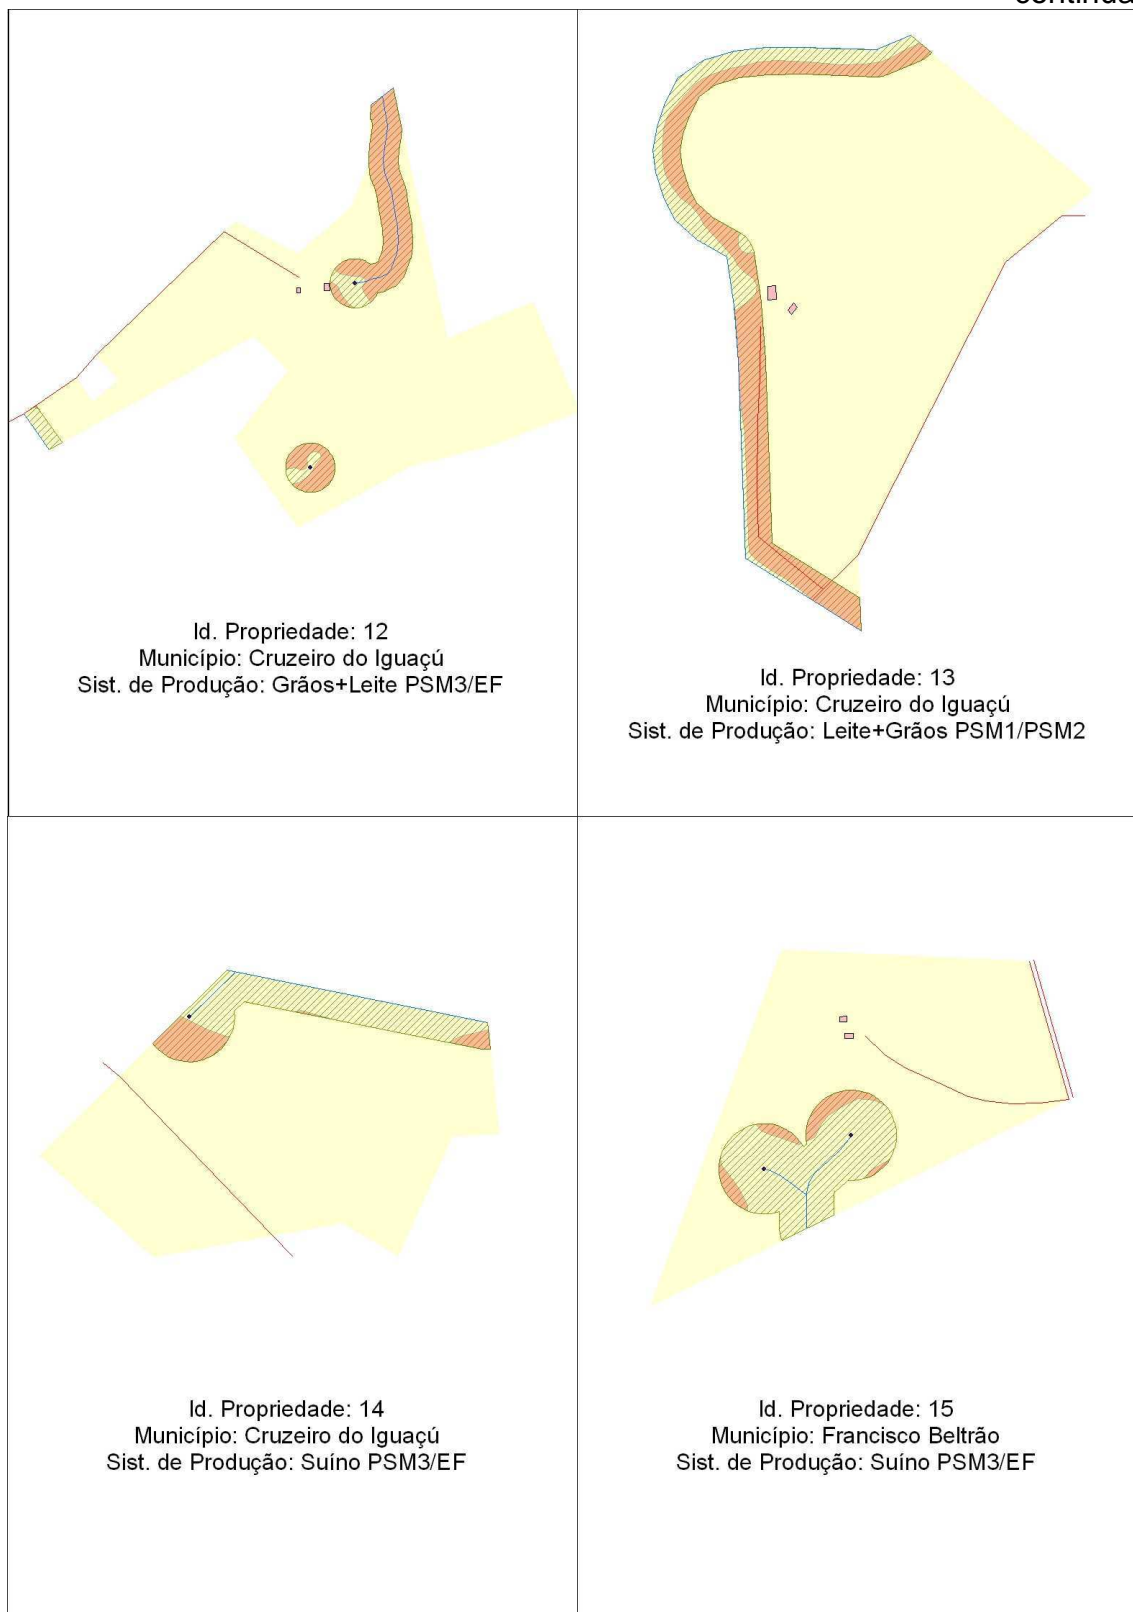 Id. Propriedade: 12
Município: Cruzeiro do Iguaçú
Sist. de Produção: Grãos+Leite PSM3/EF
Id. Propriedade: 13
Município: Cruzeiro do Iguaçú
Sist. de Produção: Leite+Grãos PSM1/PSM2
Id. Propriedade: 14
Município: Cruzeiro do Iguaçú
Sist. de Produção: Suíno PSM3/EF
Id. Propriedade: 15
Município: Francisco Beltrão
Sist. de Produção: Suíno PSM3/EF